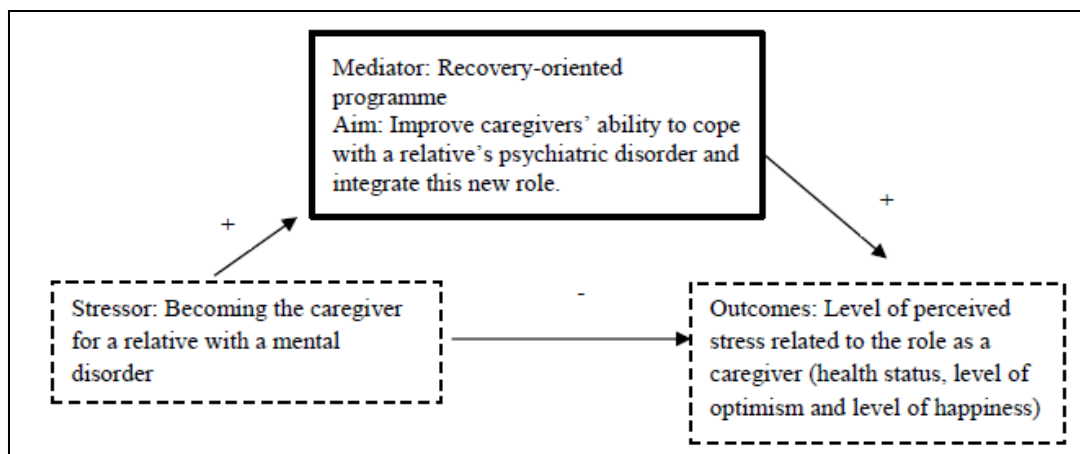 Mediator: Recovery-oriented
programme
Aim: Improve caregivers’ ability to cope
with a relative’s psychiatric disorder and
integrate this new role.
+
+
Stressor: Becoming the caregiver
for a relative with a mental
disorder
-
Outcomes: Level of perceived
stress related to the role as a
caregiver (health status, level of
optimism and level of happiness)